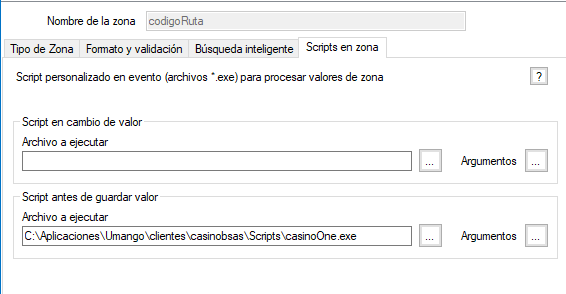 Nombre de la zona codigoRuta
Tipo de Zona Formato y validación Búsqueda inteligente Scripts en zona
Script personalizado en evento (archivos *.exe) para procesar valores de zona ?
Script en cambio de valor
Archivo a ejecutar
... Argumentos ...
Script antes de guardar valor
Archivo a ejecutar
C:\Aplicaciones\Umango\clientes\casinobsas\Scripts\casinoOne.exe ... Argumentos ...